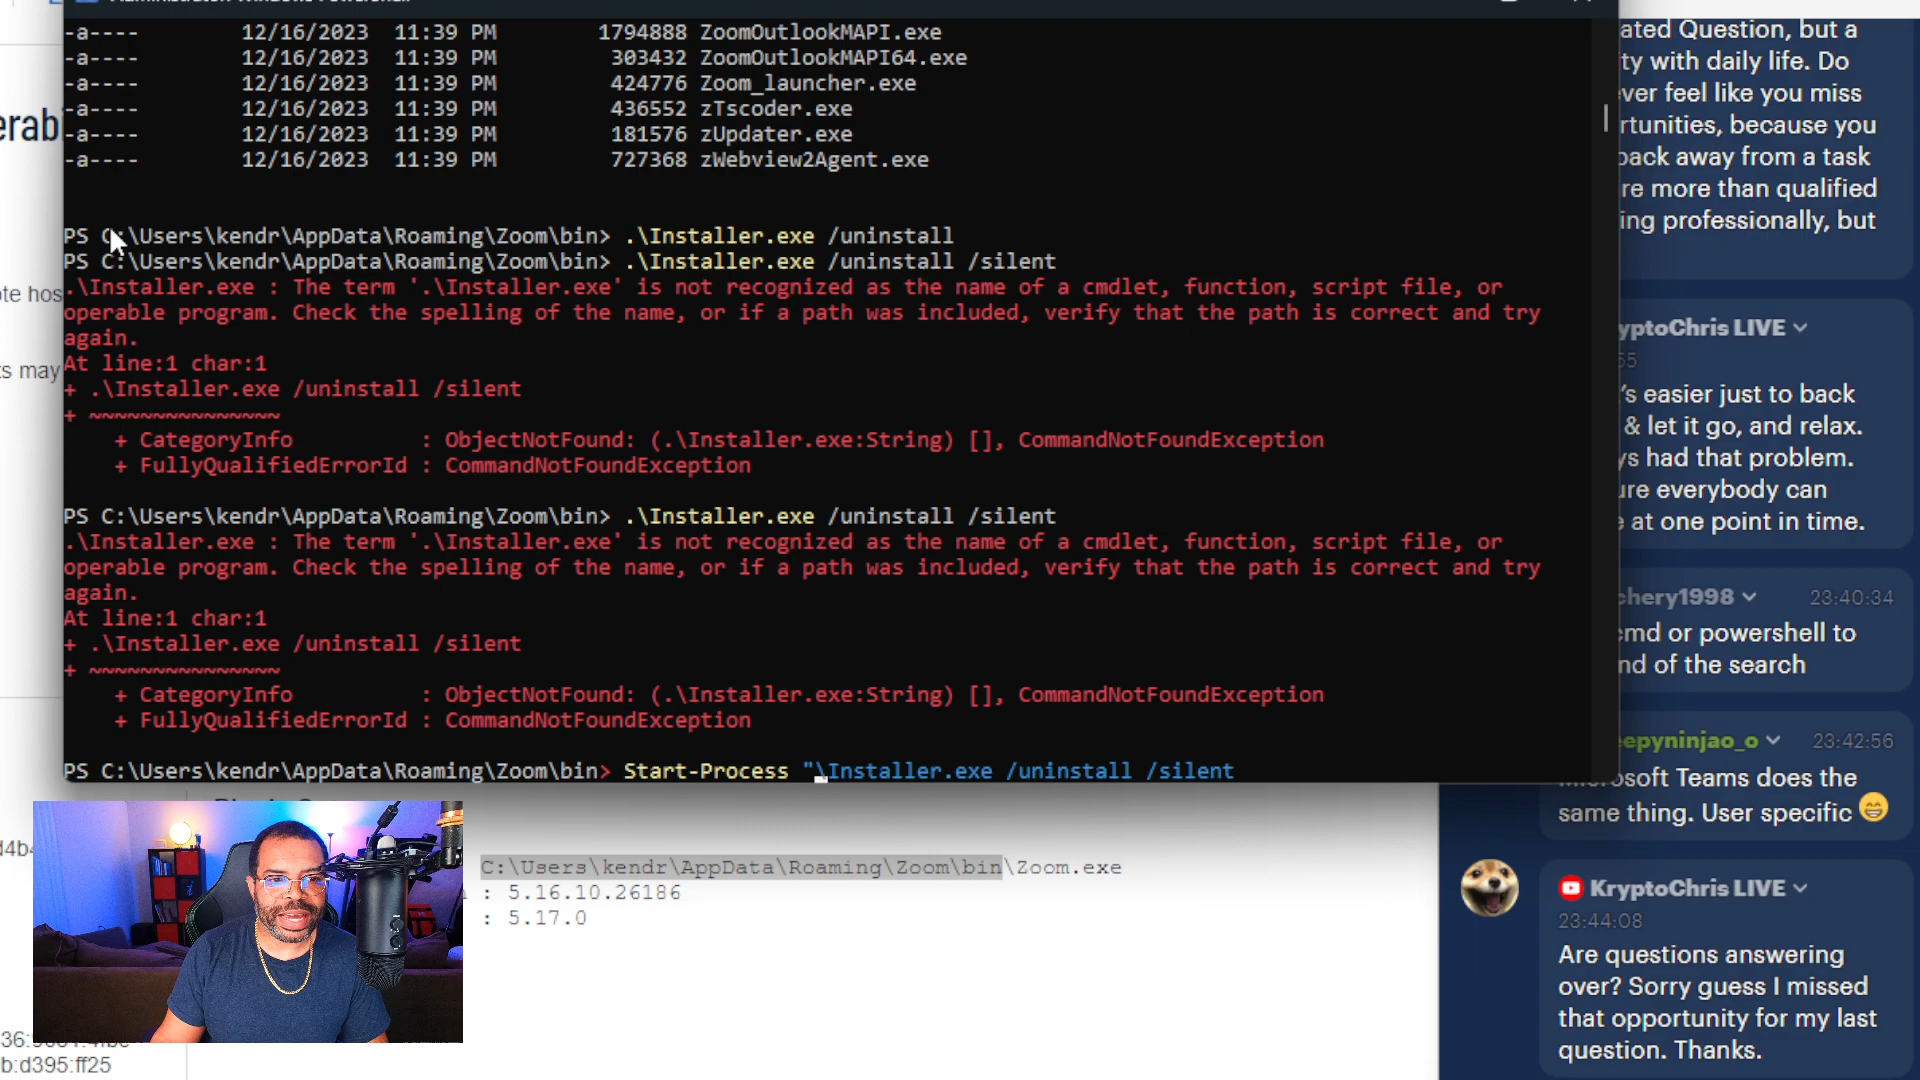 -a---- 12/16/2023 11:39 PM 1794888 ZoomOutlookMAPI.exe
-a---- 12/16/2023 11:39 PM 303432 ZoomOutlookMAPI64.exe
-a---- 12/16/2023 11:39 PM 424776 Zoom_launcher.exe
-a---- 12/16/2023 11:39 PM 436552 zTscoder.exe
-a---- 12/16/2023 11:39 PM 181576 zUpdater.exe
-a---- 12/16/2023 11:39 PM 727368 zWebview2Agent.exe
PS C:\Users\kendr\AppData\Roaming\Zoom\bin> .\Installer.exe /uninstall
PS C:\Users\kendr\AppData\Roaming\Zoom\bin> .\Installer.exe /uninstall /silent
.\Installer.exe : The term '.\Installer.exe' is not recognized as the name of a cmdlet, function, script file, or
operable program. Check the spelling of the name, or if a path was included, verify that the path is correct and try
again.
At line:1 char:1
+ .\Installer.exe /uninstall /silent
+ ~~~~~~~~~~~~~~~
+ CategoryInfo : ObjectNotFound: (.\Installer.exe:String) [], CommandNotFoundException
+ FullyQualifiedErrorId : CommandNotFoundException
PS C:\Users\kendr\AppData\Roaming\Zoom\bin> .\Installer.exe /uninstall /silent
.\Installer.exe : The term '.\Installer.exe' is not recognized as the name of a cmdlet, function, script file, or
operable program. Check the spelling of the name, or if a path was included, verify that the path is correct and try
again.
At line:1 char:1
+ .\Installer.exe /uninstall /silent
+ ~~~~~~~~~~~~~~~
+ CategoryInfo : ObjectNotFound: (.\Installer.exe:String) [], CommandNotFoundException
+ FullyQualifiedErrorId : CommandNotFoundException
PS C:\Users\kendr\AppData\Roaming\Zoom\bin> Start-Process "\Installer.exe /uninstall /silent
C:\Users\kendr\AppData\Roaming\Zoom\bin\Zoom.exe
: 5.16.10.26186
: 5.17.0
b:d395:ff25
ated Question, but a
ty with daily life. Do
ver feel like you miss
rtunities, because you
back away from a task
re more than qualified
ing professionally, but
yptoChris LIVE
55
's easier just to back
& let it go, and relax.
ys had that problem.
ure everybody can
at one point in time.
chery1998 23:40:34
cmd or powershell to
nd of the search
eepyninjao_o 23:42:56
Microsoft Teams does the
same thing. User specific 😁
KryptoChris LIVE
23:44:08
Are questions answering
over? Sorry guess I missed
that opportunity for my last
question. Thanks.